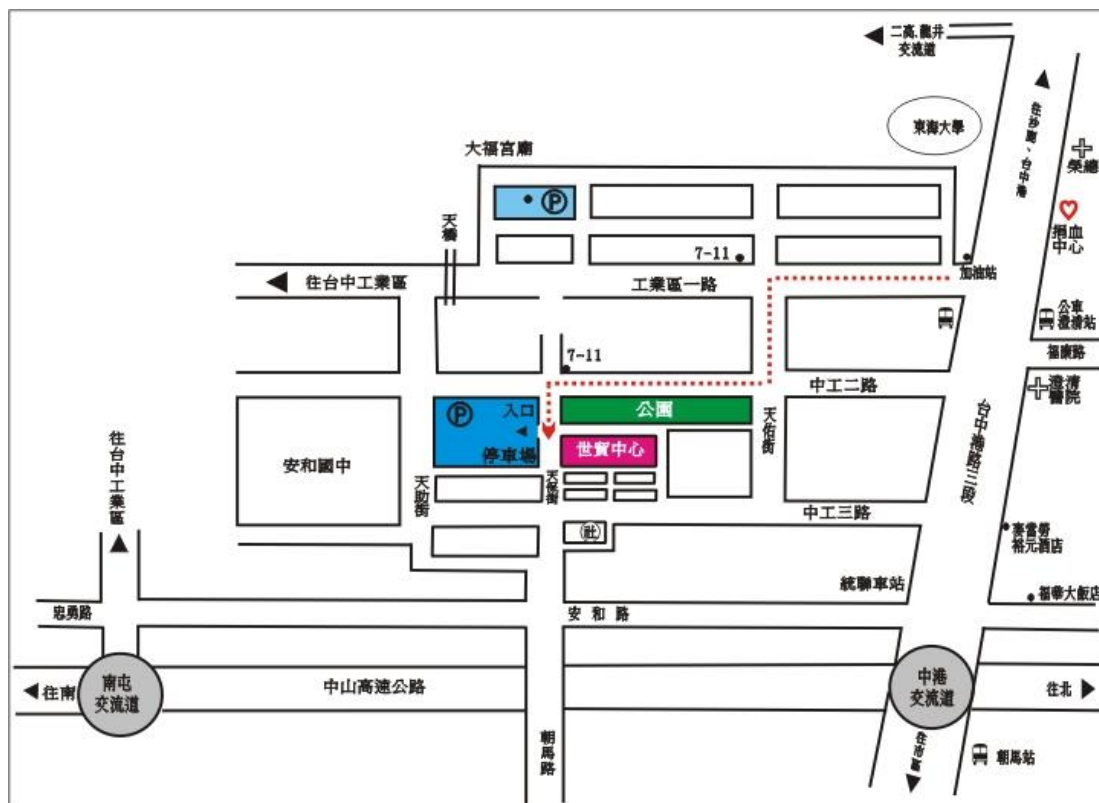 二高.龍井
交流道
往沙鹿、台中港
東海大學
榮總
大福宮廟
P
捐血
中心
天橋
7-11
加油站
往台中工業區
工業區一路
公車
澄清站
福康路
7-11
中工二路
澄清
醫院
P
入口
公園
停車場
世貿中心
天佑街
台中港路三段
往台中工業區
安和國中
天助街
天保街
中工三路
社
麥當勞
裕元酒店
統聯車站
福華大飯店
忠勇路
安和路
往南
南屯
交流道
中山高速公路
中港
交流道
往北
朝馬路
往市區
朝馬站